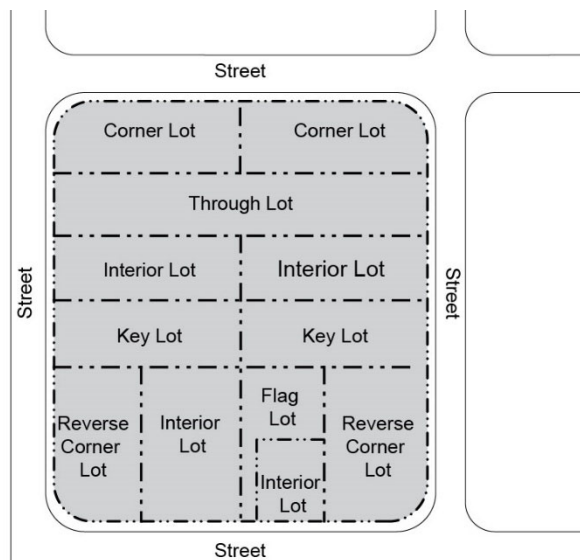 Street
Corner Lot
Corner Lot
Through Lot
Interior Lot
Interior Lot
Street
Street
Key Lot
Key Lot
Flag
Lot
Reverse
Corner
Lot
Interior
Lot
Reverse
Corner
Lot
Interior
Lot
Street